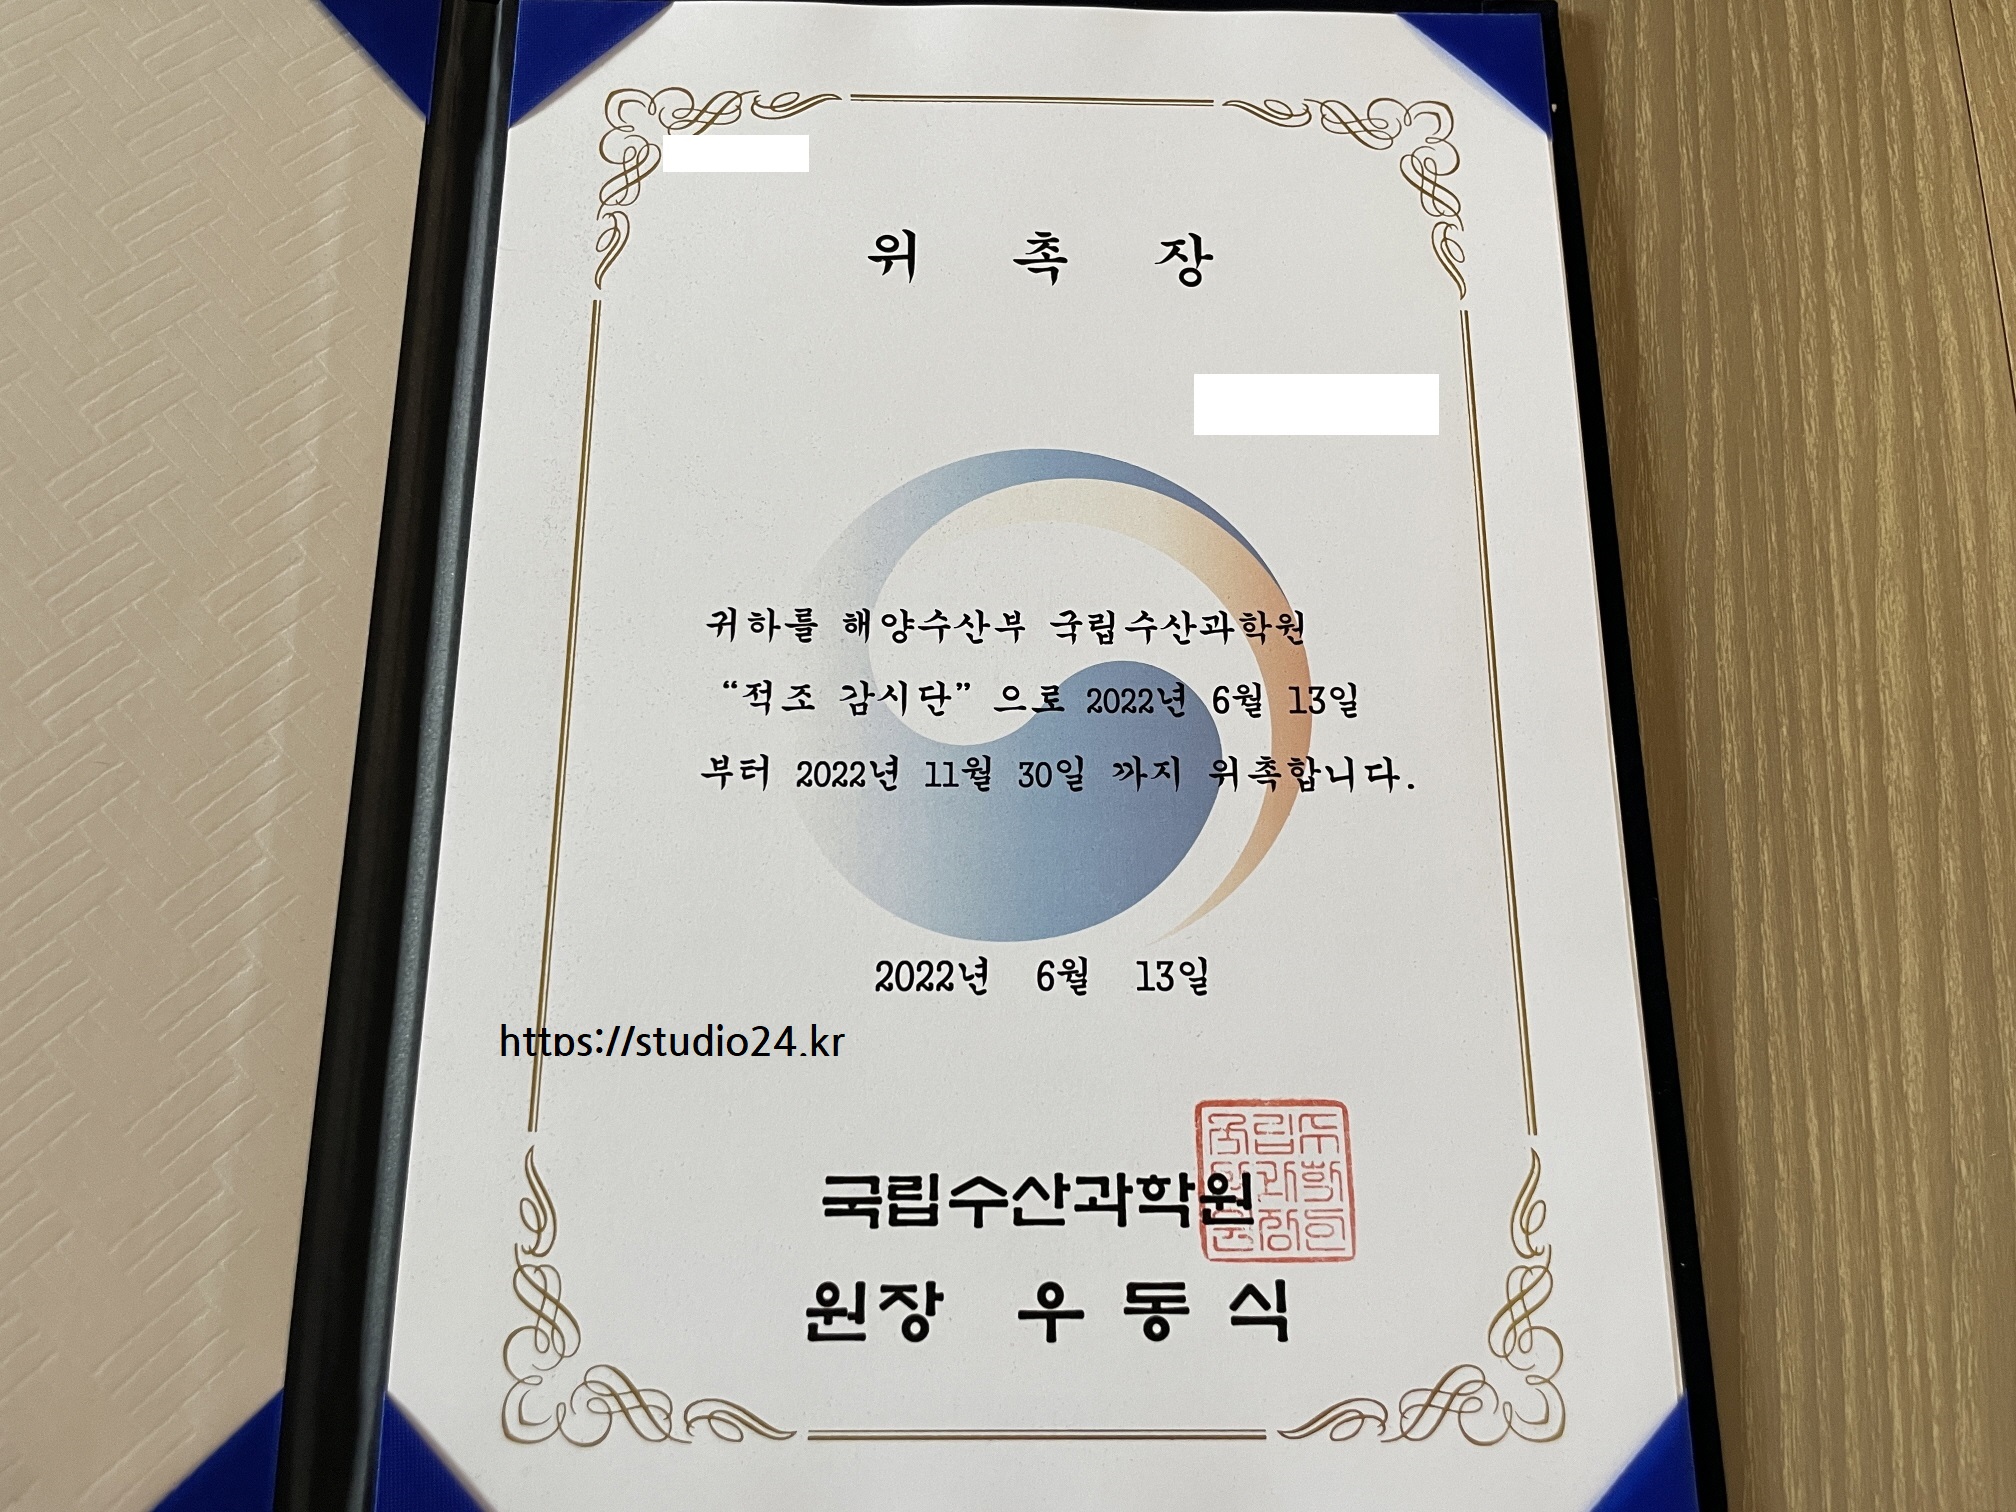 위 촉 장
귀하를 해양수산부 국립수산과학원
“적조 감시단” 으로 2022년 6월 13일
부터 2022년 11월 30일 까지 위촉합니다.
2022년 6월 13일
https://studio24.kr
국립수산과학원
원장 우동식